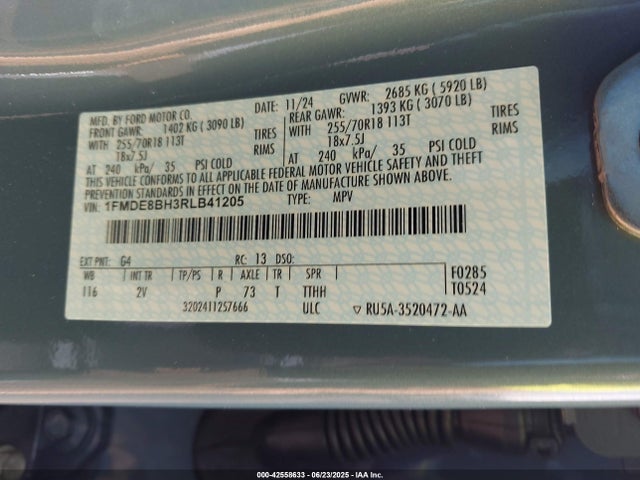 MFD. BY FORD MOTOR CO. DATE: 11/24 GVWR: 2685 KG ( 5920 LB)
FRONT GAWR: 1402 KG ( 3090 LB) REAR GAWR: 1393 KG ( 3070 LB)
WITH 255/70R18 113T TIRES WITH 255/70R18 113T TIRES
18x7.5J RIMS 18x7.5J RIMS
AT 240 kPa/ 35 PSI COLD AT 240 kPa/ 35 PSI COLD
THIS VEHICLE CONFORMS TO ALL APPLICABLE FEDERAL MOTOR VEHICLE SAFETY AND THEFT
PREVENTION STANDARDS IN EFFECT ON THE DATE OF MANUFACTURE SHOWN ABOVE.
VIN: 1FMDE8BH3RLB41205 TYPE: MPV
EXT PNT: G4 RC: 13 DSO:
WB INT TR TP/PS R AXLE TR SPR F0285
116 2V P 73 T TTHH T0524
3202411257666 ULC ▽ RU5A-3520472-AA
000-42558633 - 06/23/2025 - IAA Inc.